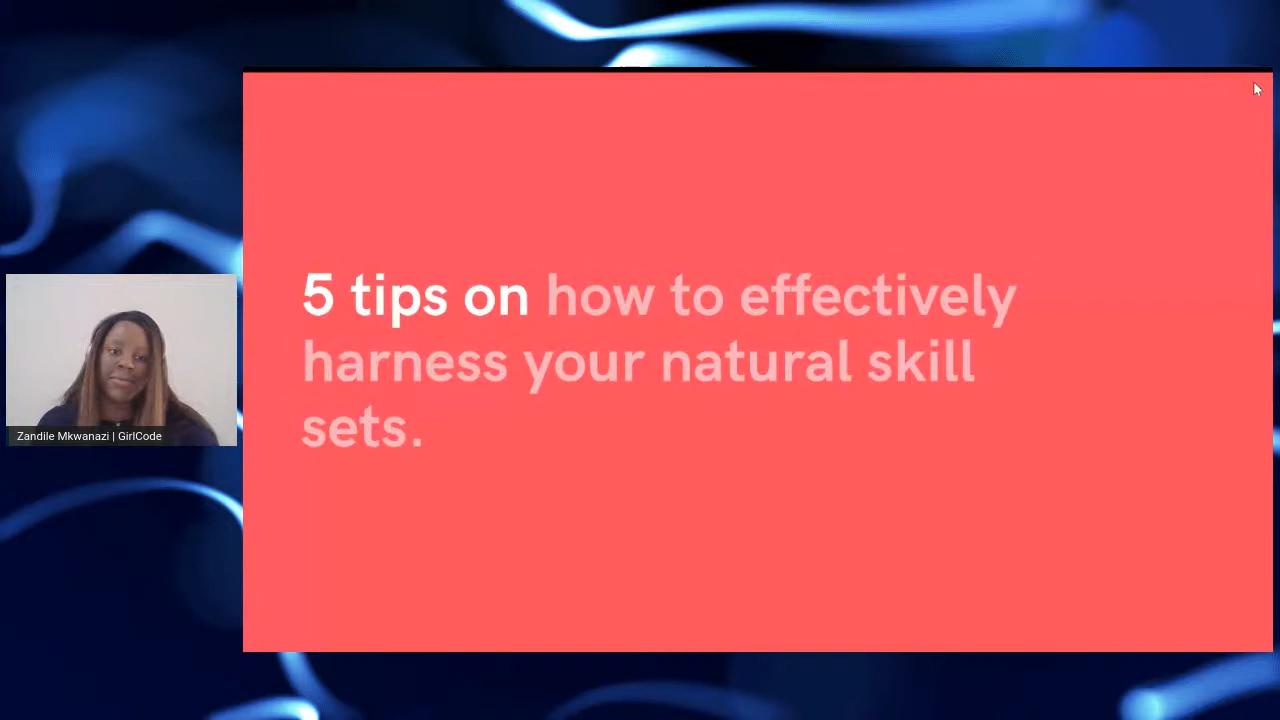 5 tips on how to effectively
harness your natural skill
sets.
Zandile Mkwanazi | GirlCode